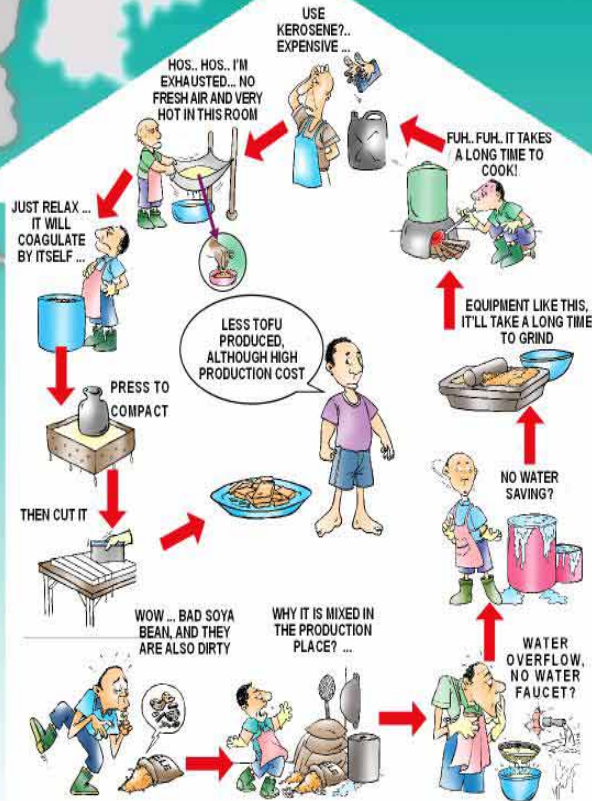 WOW ... BAD SOYA
BEAN, AND THEY
ARE ALSO DIRTY
WHY IT IS MIXED IN
THE PRODUCTION
PLACE? ...
WATER
OVERFLOW,
NO WATER
FAUCET?
NO WATER
SAVING?
EQUIPMENT LIKE THIS,
IT'LL TAKE A LONG TIME
TO GRIND
FUH.. FUH.. IT TAKES
A LONG TIME TO
COOK!
USE
KEROSENE?..
EXPENSIVE ...
HOS.. HOS.. I'M
EXHAUSTED... NO
FRESH AIR AND VERY
HOT IN THIS ROOM
JUST RELAX ...
IT WILL
COAGULATE
BY ITSELF ...
PRESS TO
COMPACT
THEN CUT IT
LESS TOFU
PRODUCED,
ALTHOUGH HIGH
PRODUCTION COST